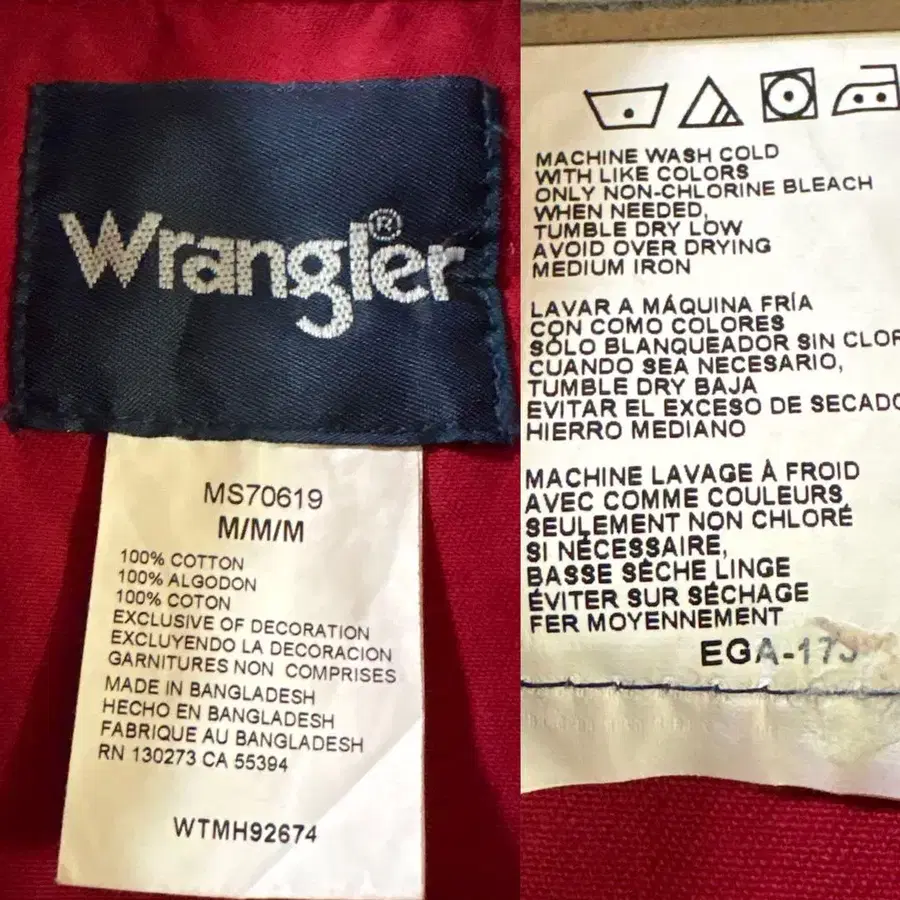 Wrangler®
MS70619
M/M/M
100% COTTON
100% ALGODON
100% COTON
EXCLUSIVE OF DECORATION
EXCLUYENDO LA DECORACION
GARNITURES NON COMPRISES
MADE IN BANGLADESH
HECHO EN BANGLADESH
FABRIQUE AU BANGLADESH
RN 130273 CA 55394
WTMH92674
MACHINE WASH COLD
WITH LIKE COLORS
ONLY NON-CHLORINE BLEACH
WHEN NEEDED,
TUMBLE DRY LOW
AVOID OVER DRYING
MEDIUM IRON
LAVAR A MÁQUINA FRÍA
CON COMO COLORES
SÓLO BLANQUEADOR SIN CLOR
CUANDO SEA NECESARIO,
TUMBLE DRY BAJA
EVITAR EL EXCESO DE SECADO
HIERRO MEDIANO
MACHINE LAVAGE À FROID
AVEC COMME COULEURS
SEULEMENT NON CHLORÉ
SI NÉCESSAIRE,
BASSE SÈCHE LINGE
ÉVITER SUR SÉCHAGE
FER MOYENNEMENT